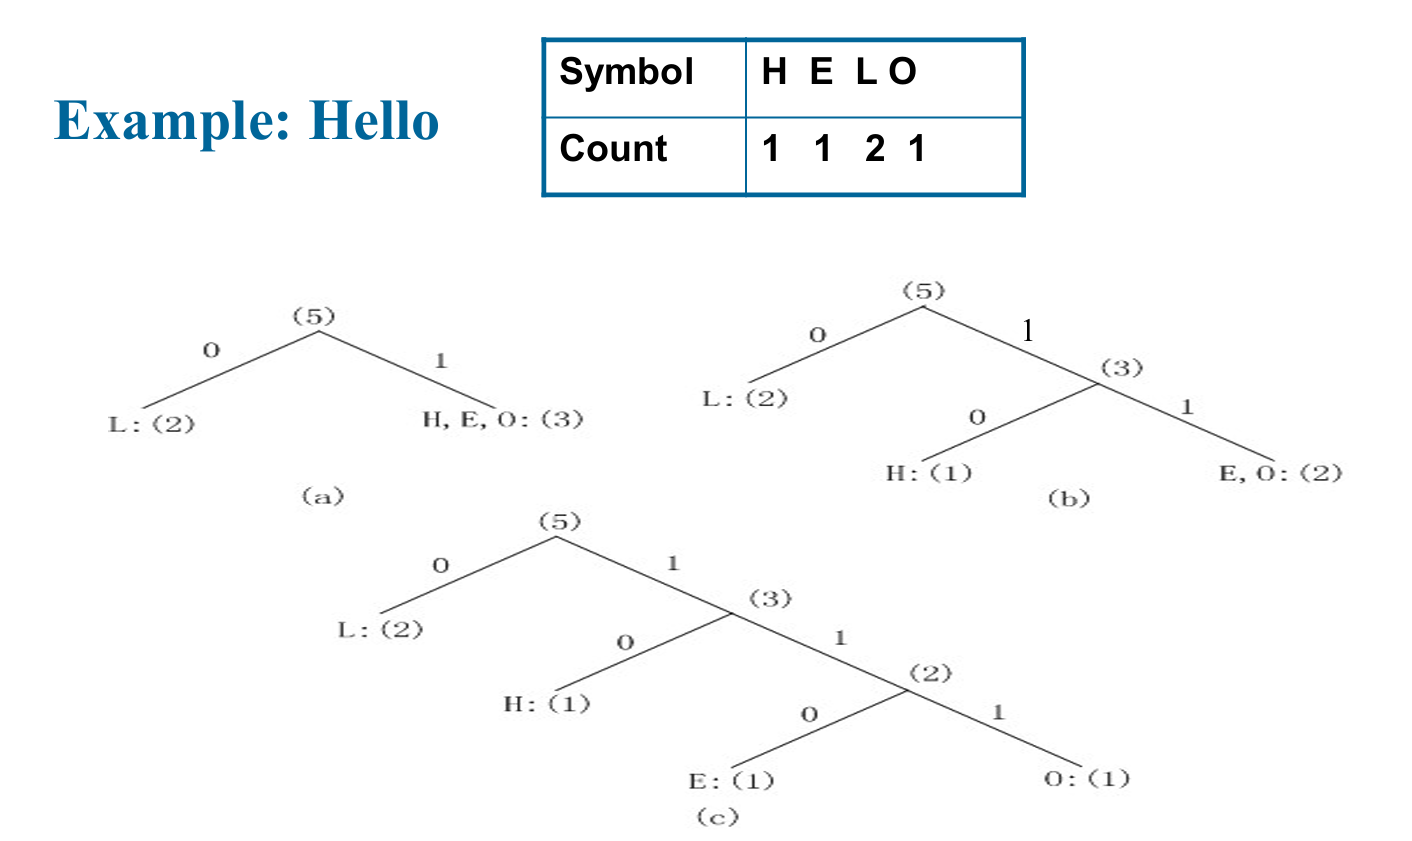 Example: Hello
Symbol H E L O
Count 1 1 2 1
(5)
0 1
L: (2) H, E, O: (3)
(a)
(5)
0 1
L: (2) (3)
0 1
H: (1) E, O: (2)
(b)
(5)
0 1
L: (2) (3)
0 1
H: (1) (2)
0 1
E: (1) O: (1)
(c)